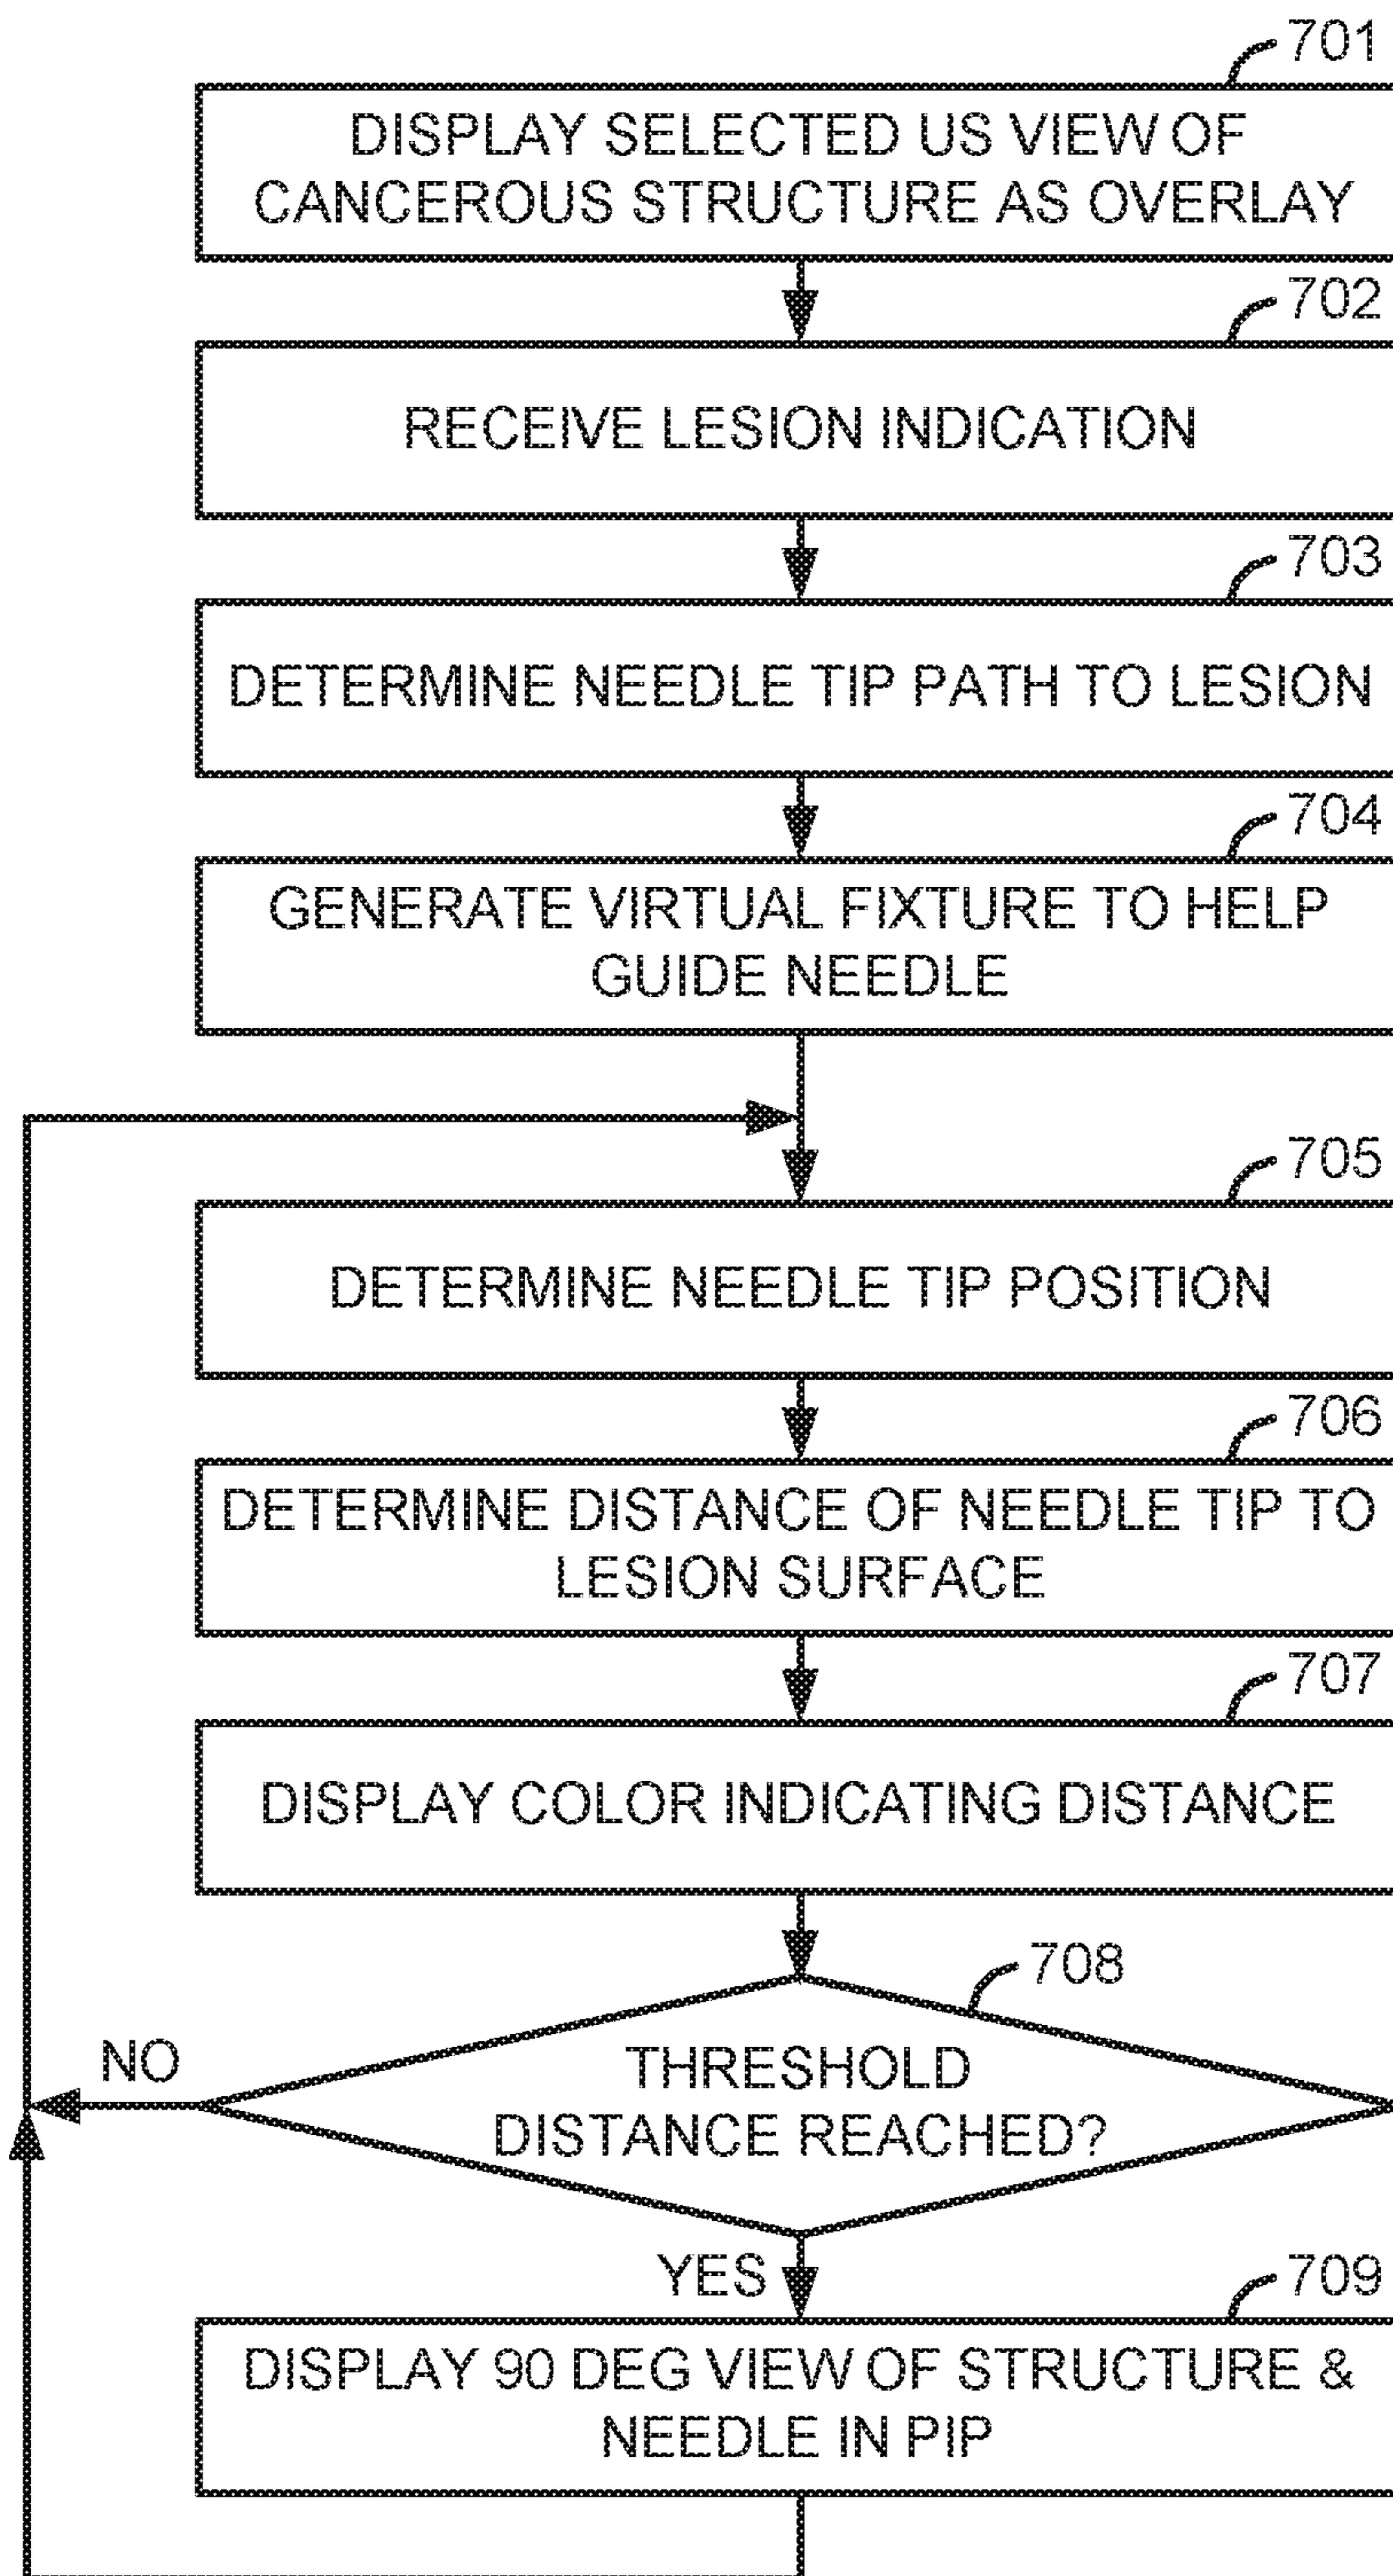 701
DISPLAY SELECTED US VIEW OF
CANCEROUS STRUCTURE AS OVERLAY
702
RECEIVE LESION INDICATION
703
DETERMINE NEEDLE TIP PATH TO LESION
704
GENERATE VIRTUAL FIXTURE TO HELP
GUIDE NEEDLE
705
DETERMINE NEEDLE TIP POSITION
706
DETERMINE DISTANCE OF NEEDLE TIP TO
LESION SURFACE
707
DISPLAY COLOR INDICATING DISTANCE
708
NO
THRESHOLD
DISTANCE REACHED?
YES
709
DISPLAY 90 DEG VIEW OF STRUCTURE &
NEEDLE IN PIP